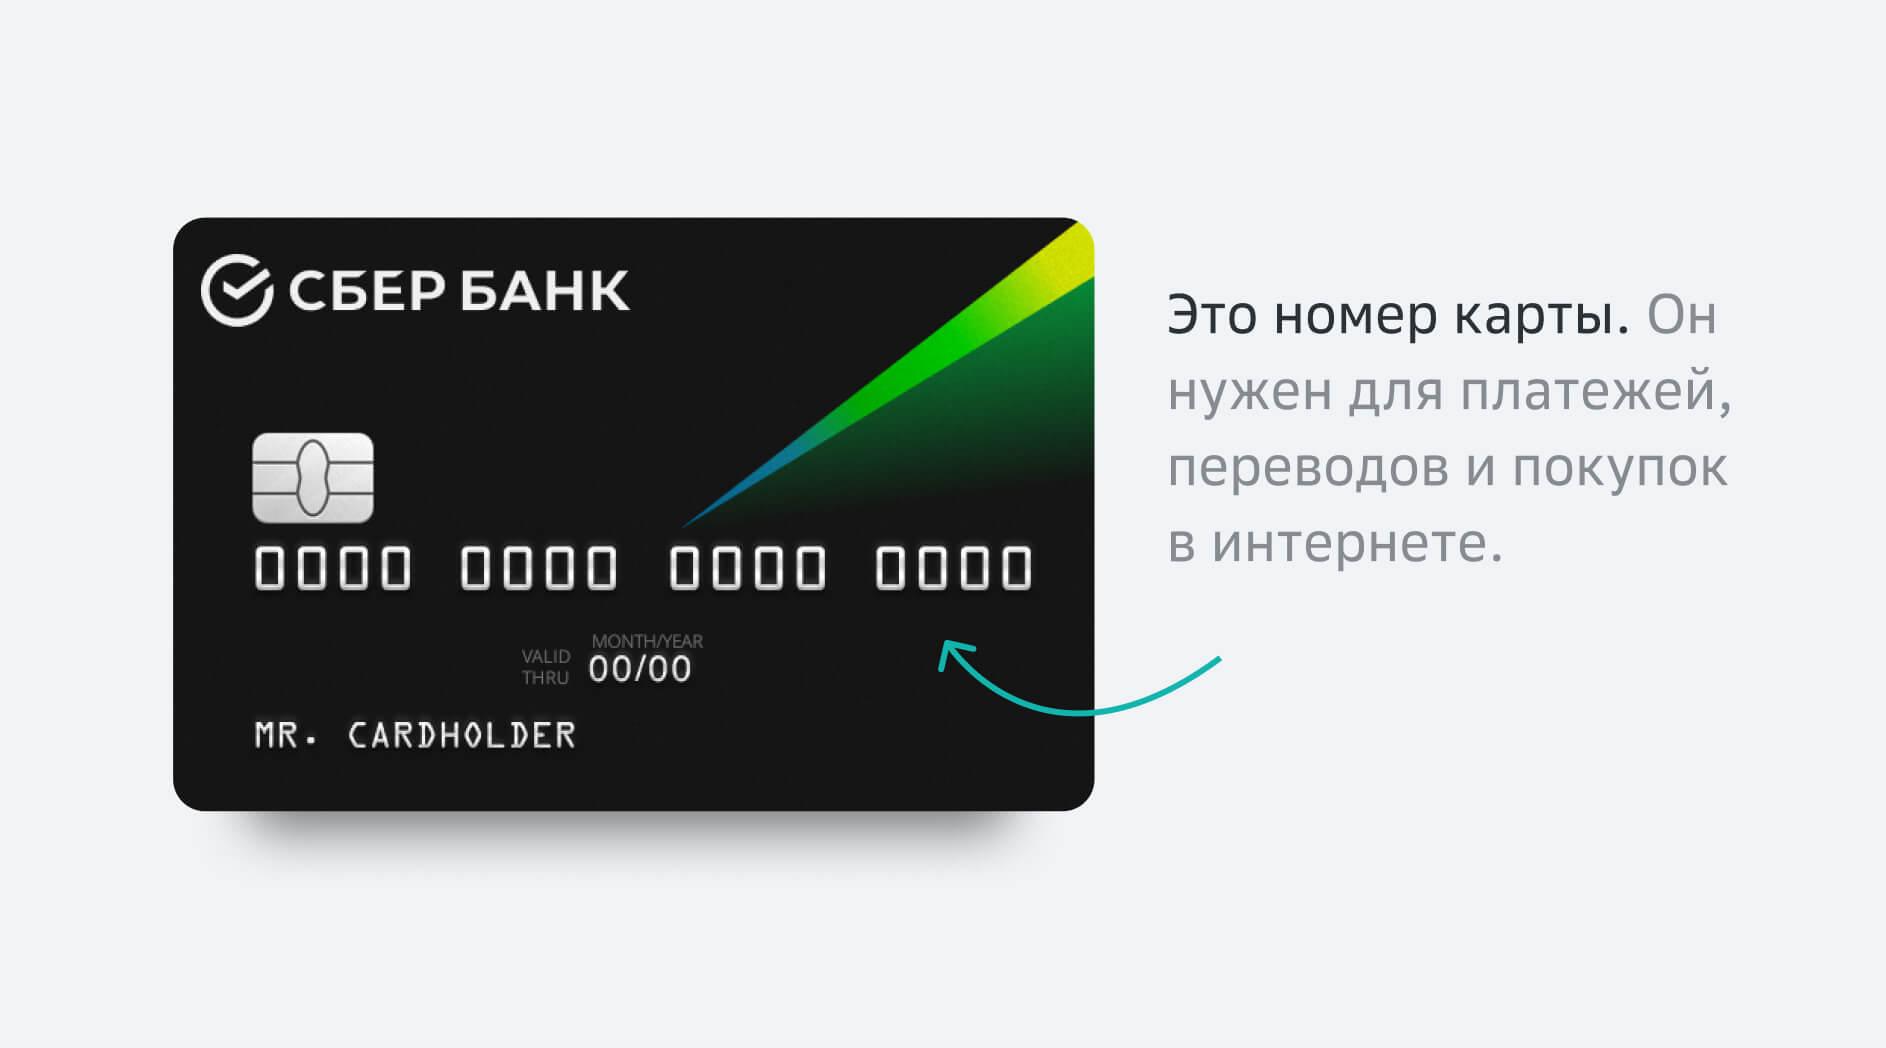 СБЕР БАНК
0000 0000 0000 0000
MONTH/YEAR
VALID
THRU
00/00
MR. CARDHOLDER
Это номер карты. Он
нужен для платежей,
переводов и покупок
в интернете.